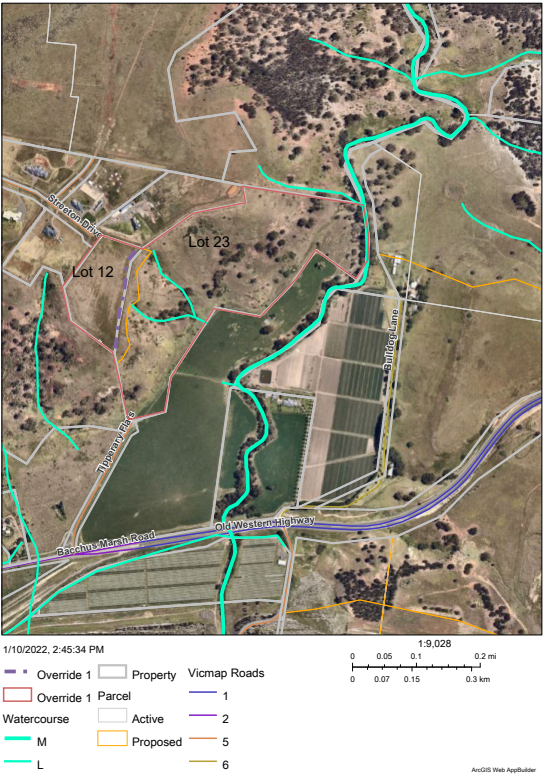 Streeton Drive
Lot 23
Lot 12
Bulldog Lane
Tipperary Flats
Old Western Highway
Bacchus Marsh Road
1/10/2022, 2:45:34 PM
Override 1
Override 1
Watercourse
M
L
Property
Parcel
Active
Proposed
Vicmap Roads
1
2
5
6
1:9,028
0 0.05 0.1 0.2 mi
0 0.07 0.15 0.3 km
ArcGIS Web AppBuilder